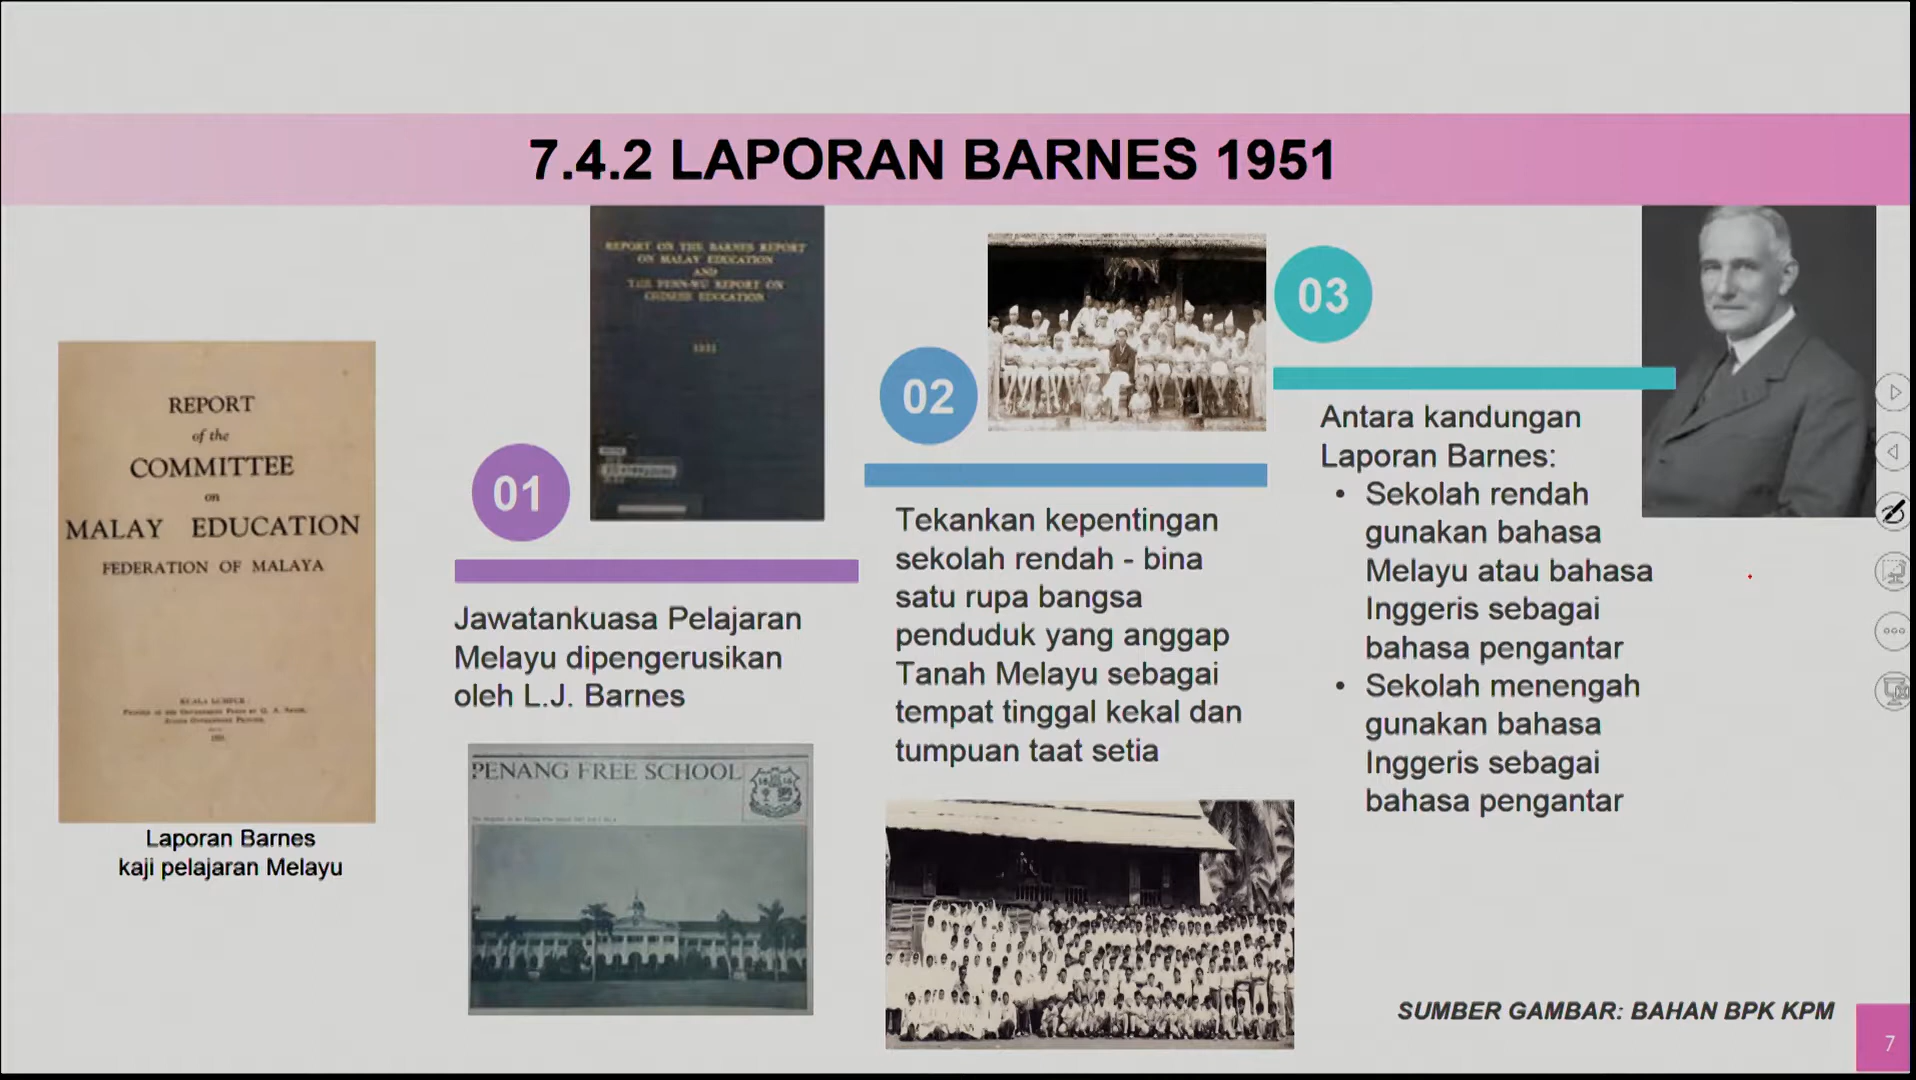 7.4.2 LAPORAN BARNES 1951
REPORT
of the
COMMITTEE
on
MALAY EDUCATION
FEDERATION OF MALAYA
KUALA LUMPUR
Laporan Barnes
kaji pelajaran Melayu
REPORT ON THE BARNES REPORT
ON MALAY EDUCATION
AND
THE FENN-WU REPORT ON
CHINESE EDUCATION
01
Jawatankuasa Pelajaran
Melayu dipengerusikan
oleh L.J. Barnes
PENANG FREE SCHOOL
02
Tekankan kepentingan
sekolah rendah - bina
satu rupa bangsa
penduduk yang anggap
Tanah Melayu sebagai
tempat tinggal kekal dan
tumpuan taat setia
03
Antara kandungan
Laporan Barnes:
• Sekolah rendah
gunakan bahasa
Melayu atau bahasa
Inggeris sebagai
bahasa pengantar
• Sekolah menengah
gunakan bahasa
Inggeris sebagai
bahasa pengantar
SUMBER GAMBAR: BAHAN BPK KPM
7